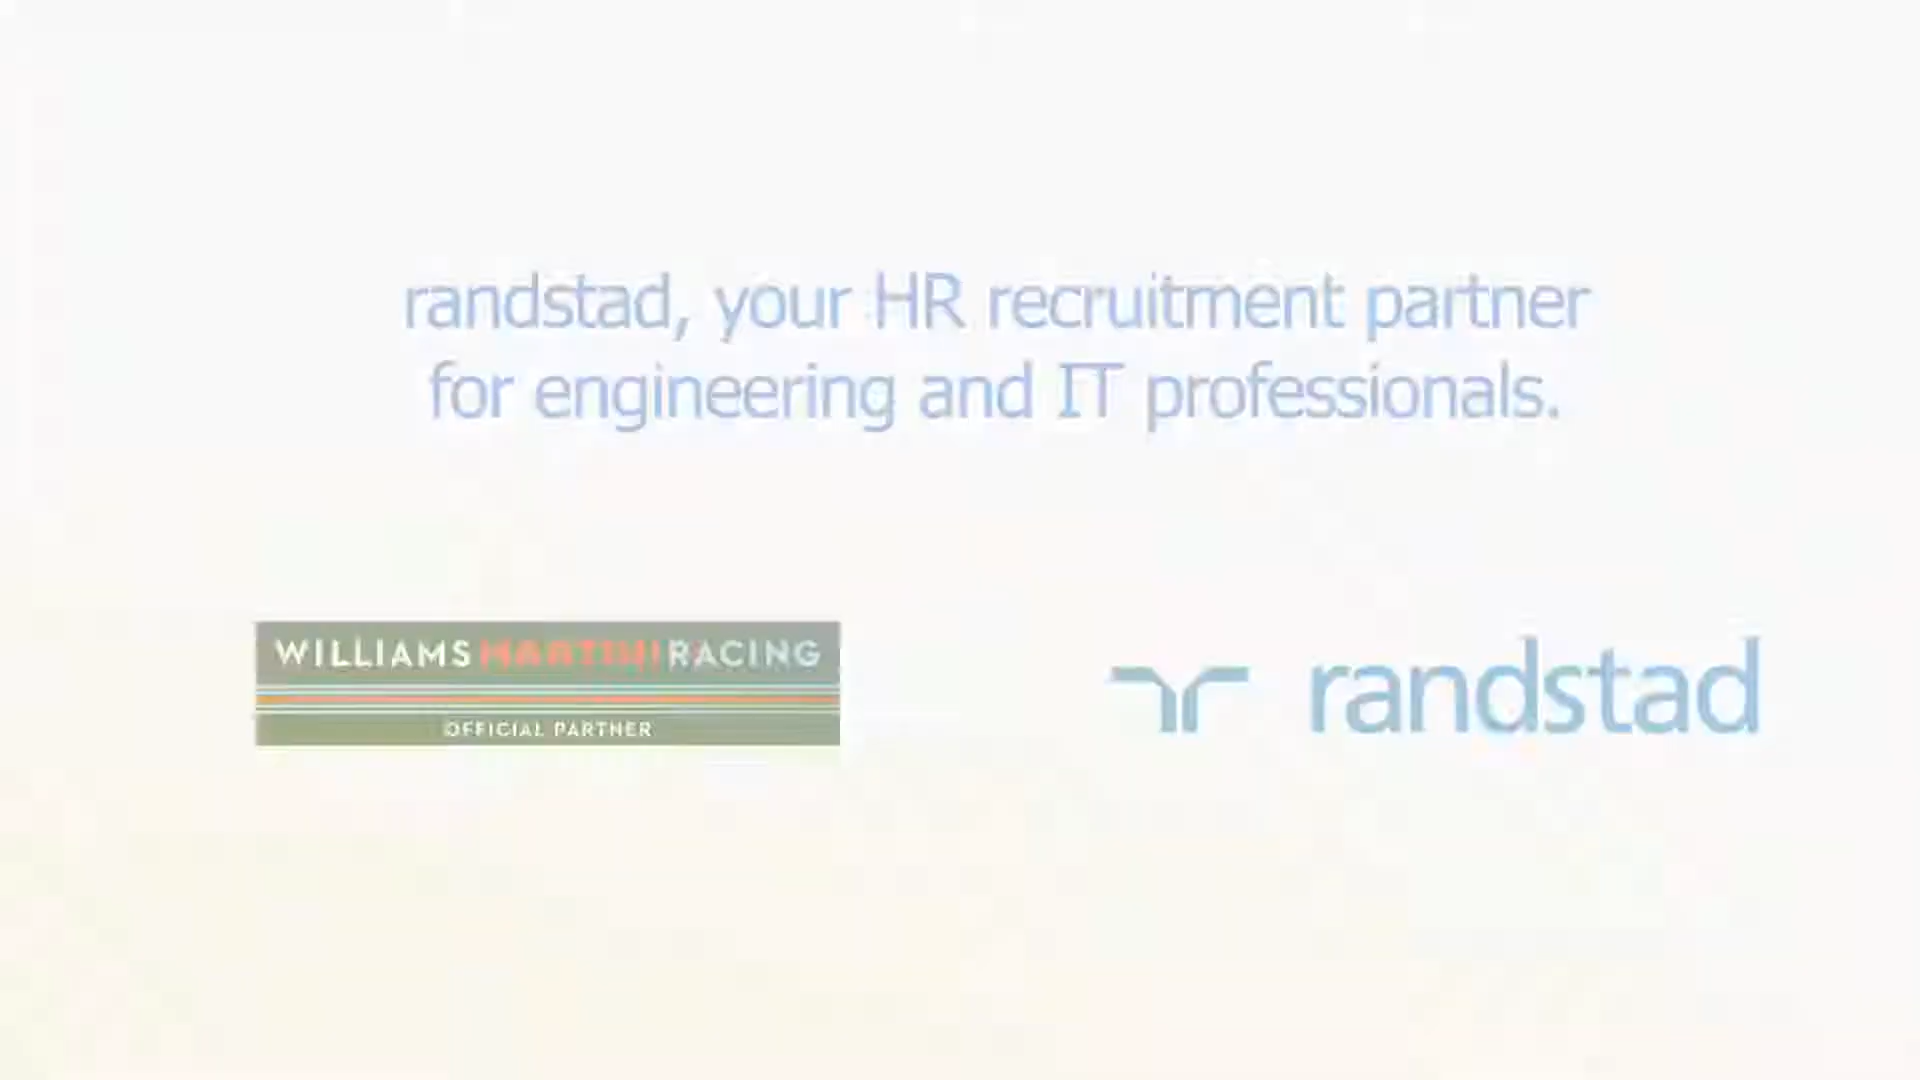 randstad, your HR recruitment partner
for engineering and IT professionals.
WILLIAMS MARTINI RACING
OFFICIAL PARTNER
randstad